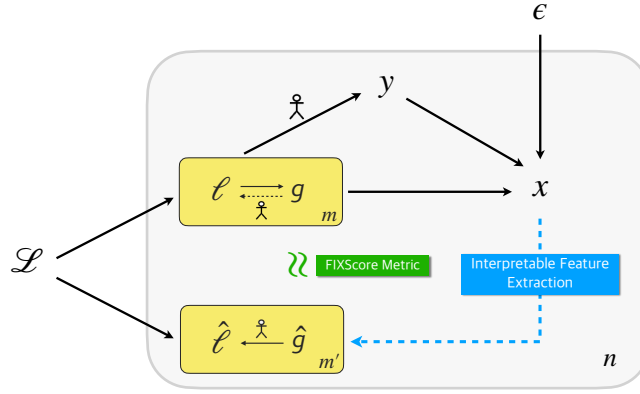 ϵ
y
ℓ g
m
x
ℒ
FIXScore Metric
Interpretable Feature
Extraction
ℓ̂ ĝ
m′
n